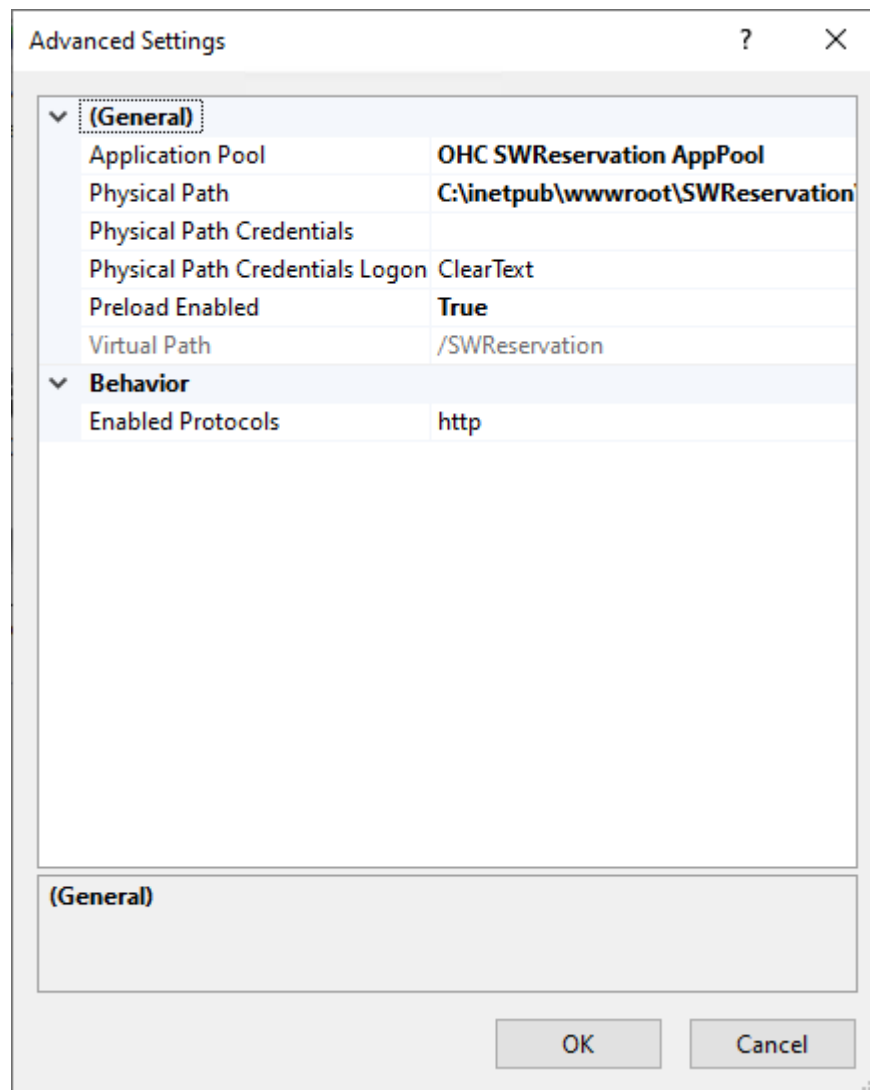 Advanced Settings
(General)
Application Pool OHC SWReservation AppPool
Physical Path C:\inetpub\wwwroot\SWReservation
Physical Path Credentials
Physical Path Credentials Logon ClearText
Preload Enabled True
Virtual Path /SWReservation
Behavior
Enabled Protocols http
(General)
OK Cancel